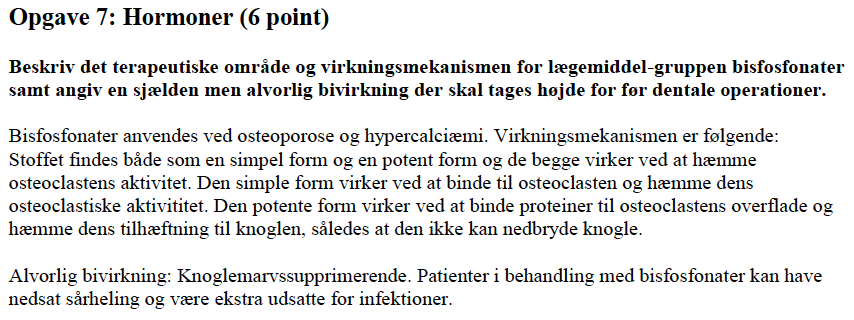 Opgave 7: Hormoner (6 point)
Beskriv det terapeutiske område og virkningsmekanismen for lægemiddel-gruppen bisfosfonater
samt angiv en sjælden men alvorlig bivirkning der skal tages højde for før dentale operationer.
Bisfosfonater anvendes ved osteoporose og hypercalciæmi. Virkningsmekanismen er følgende:
Stoffet findes både som en simpel form og en potent form og de begge virker ved at hæmme
osteoclastens aktivitet. Den simple form virker ved at binde til osteoclasten og hæmme dens
osteoclastiske aktivititet. Den potente form virker ved at binde proteiner til osteoclastens overflade og
hæmme dens tilhæftning til knoglen, således at den ikke kan nedbryde knogle.
Alvorlig bivirkning: Knoglemarvssupprimerende. Patienter i behandling med bisfosfonater kan have
nedsat sårheling og være ekstra udsatte for infektioner.